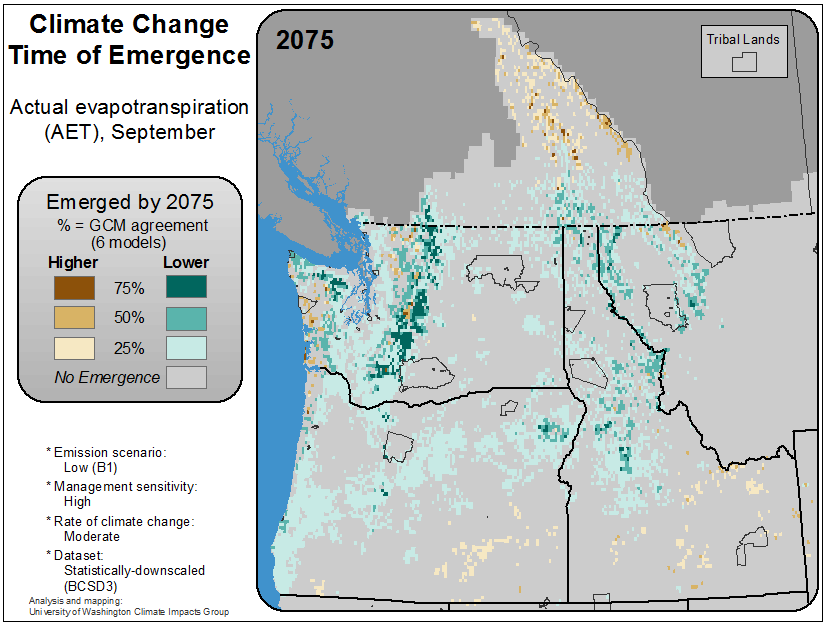 Climate Change
Time of Emergence
Actual evapotranspiration
(AET), September
Emerged by 2075
% = GCM agreement
(6 models)
Higher Lower
75%
50%
25%
No Emergence
* Emission scenario:
Low (B1)
* Management sensitivity:
High
* Rate of climate change:
Moderate
* Dataset:
Statistically-downscaled
(BCSD3)
Analysis and mapping:
University of Washington Climate Impacts Group
2075
Tribal Lands